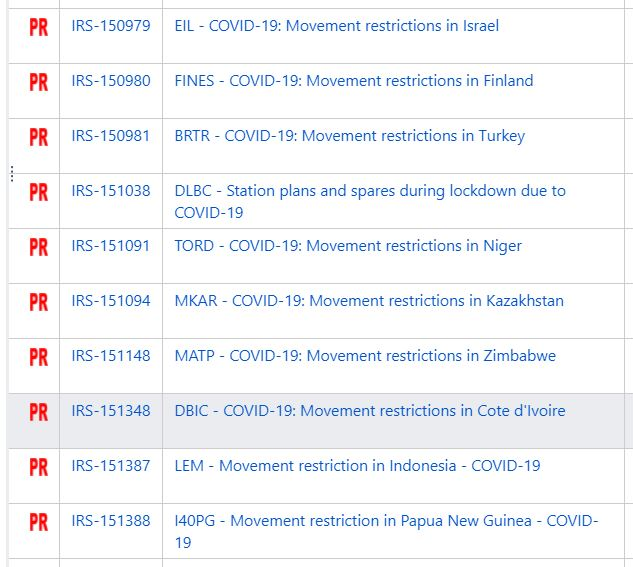 PR IRS-150979 EIL - COVID-19: Movement restrictions in Israel
PR IRS-150980 FINES - COVID-19: Movement restrictions in Finland
PR IRS-150981 BRTR - COVID-19: Movement restrictions in Turkey
PR IRS-151038 DLBC - Station plans and spares during lockdown due to
COVID-19
PR IRS-151091 TORD - COVID-19: Movement restrictions in Niger
PR IRS-151094 MKAR - COVID-19: Movement restrictions in Kazakhstan
PR IRS-151148 MATP - COVID-19: Movement restrictions in Zimbabwe
PR IRS-151348 DBIC - COVID-19: Movement restrictions in Cote d'Ivoire
PR IRS-151387 LEM - Movement restriction in Indonesia - COVID-19
PR IRS-151388 I40PG - Movement restriction in Papua New Guinea - COVID-
19